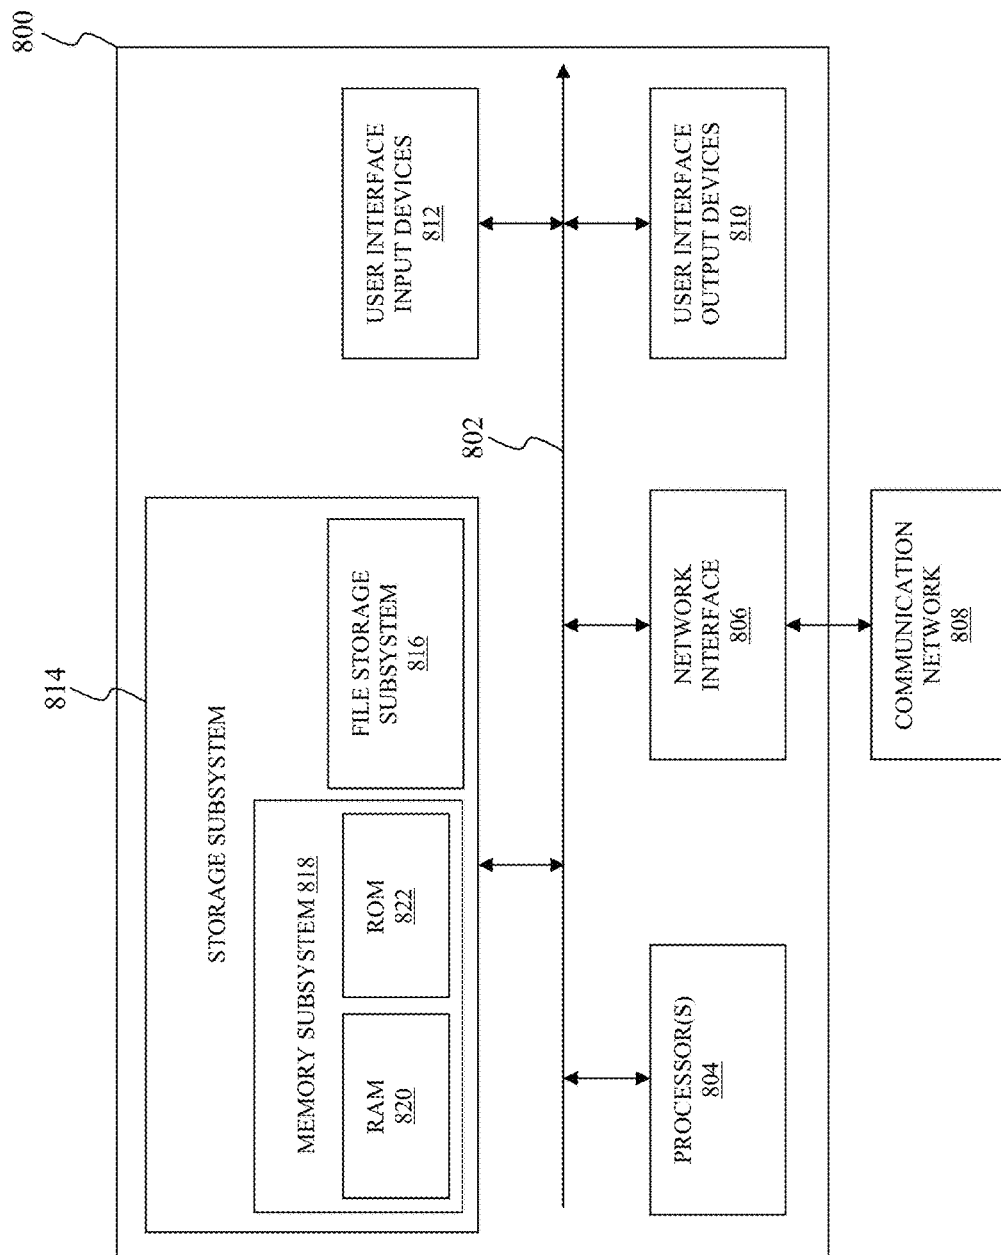 800
814
STORAGE SUBSYSTEM
MEMORY SUBSYSTEM 818
RAM
820
ROM
822
FILE STORAGE
SUBSYSTEM
816
USER INTERFACE
INPUT DEVICES
812
802
PROCESSOR(S)
804
NETWORK
INTERFACE
806
USER INTERFACE
OUTPUT DEVICES
810
COMMUNICATION
NETWORK
808